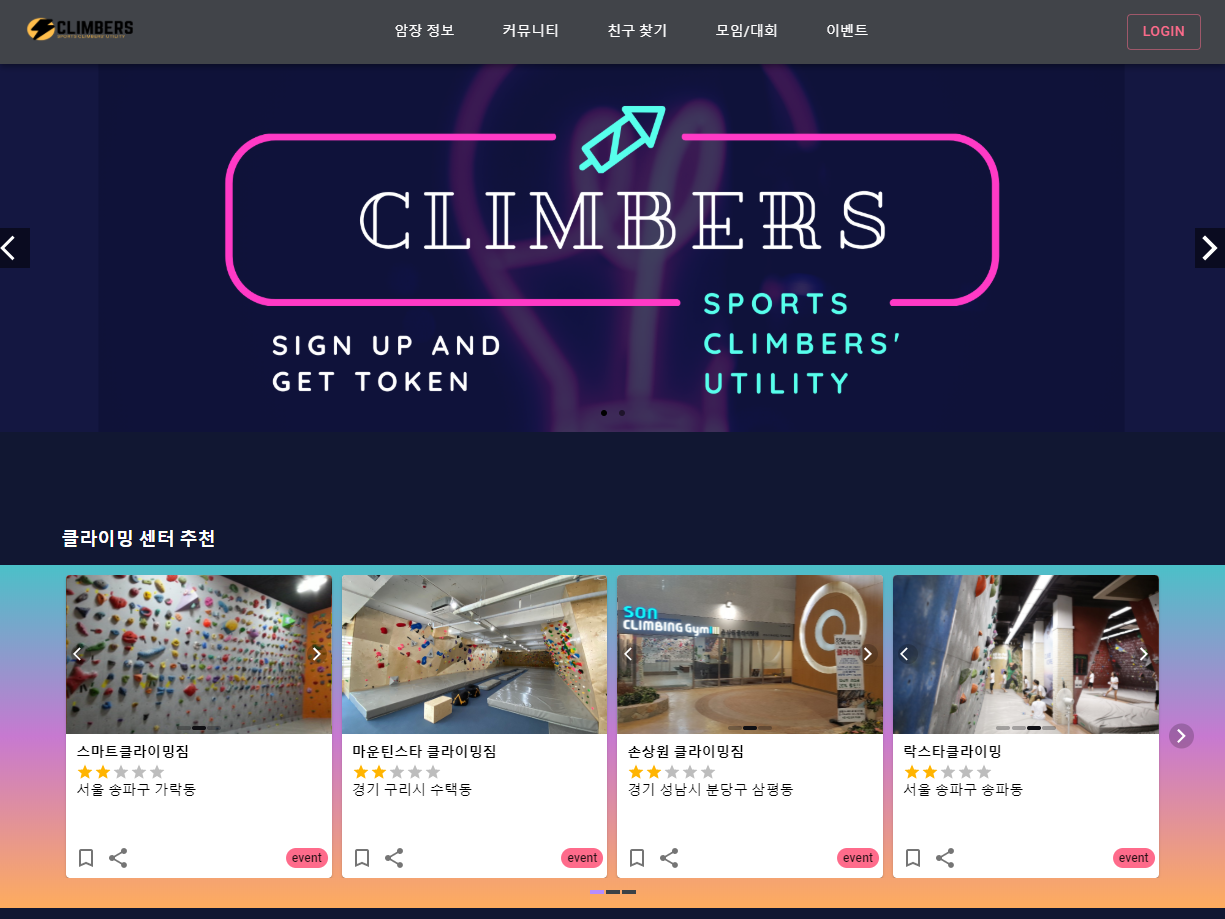 CLIMBERS
SPORTS CLIMBERS UTILITY
암장 정보
커뮤니티
친구 찾기
모임/대회
이벤트
LOGIN
CLIMBERS
SIGN UP AND
GET TOKEN
SPORTS
CLIMBERS'
UTILITY
클라이밍 센터 추천
SON
CLIMBING Gym
스마트클라이밍짐
서울 송파구 가락동
event
마운틴스타 클라이밍짐
경기 구리시 수택동
event
손상원 클라이밍짐
경기 성남시 분당구 삼평동
event
락스타클라이밍
서울 송파구 송파동
event